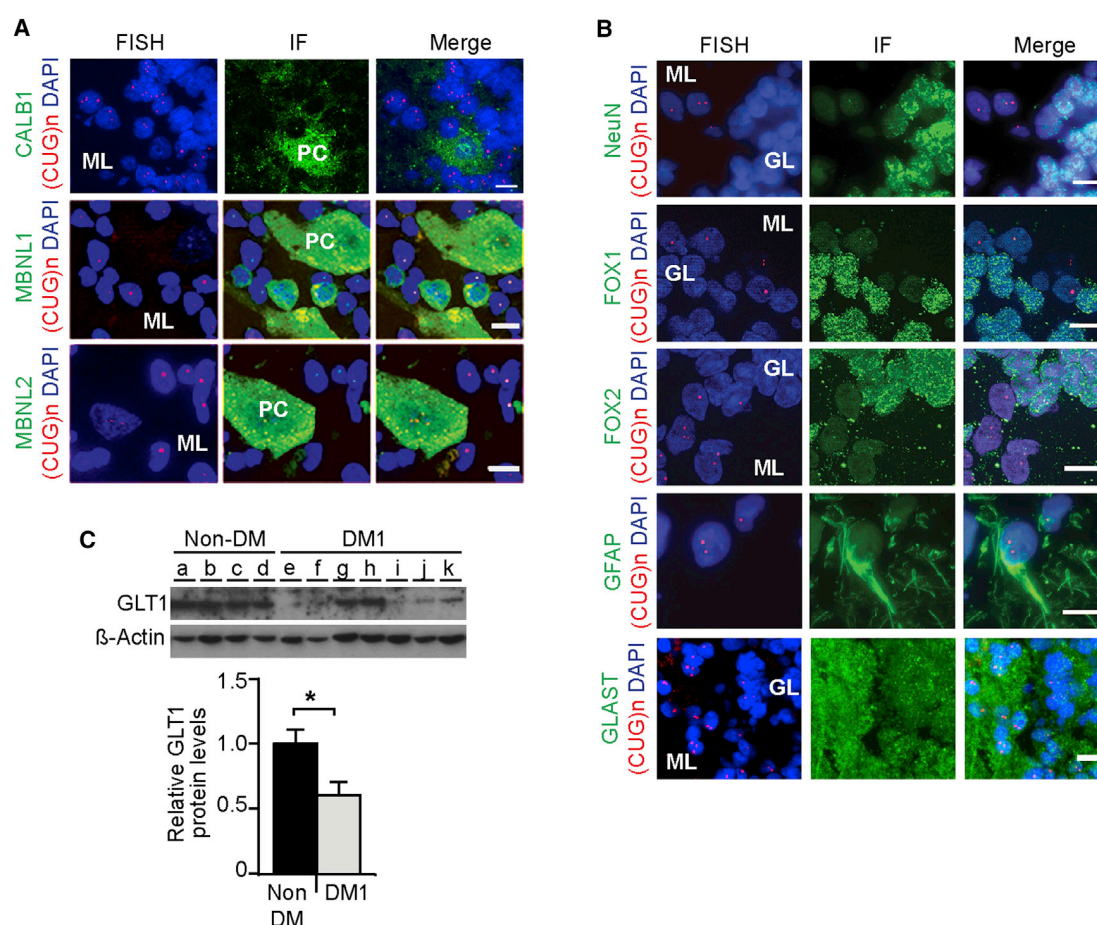 A
FISH IF Merge
CALB1
(CUG)n DAPI
ML
PC
MBNL1
(CUG)n DAPI
ML
PC
MBNL2
(CUG)n DAPI
ML
PC
B
FISH IF Merge
NeuN
(CUG)n DAPI
ML
GL
FOX1
(CUG)n DAPI
ML
GL
FOX2
(CUG)n DAPI
GL
ML
GFAP
(CUG)n DAPI
GLAST
(CUG)n DAPI
GL
ML
C
Non-DM DM1
a b c d e f g h i j k
GLT1
ß-Actin
Relative GLT1
protein levels
1.5
1.0
0.5
0
*
Non DM1
DM